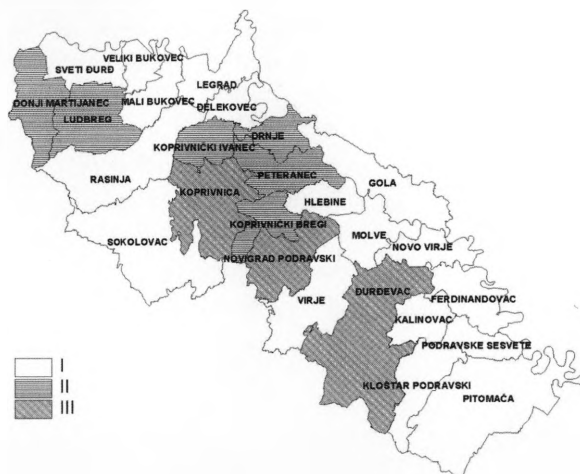 VELIKI BUKOVEC
SVETI ĐURĐ
LEGRAD
DONJI MARTIJANEC
MALI BUKOVEC
ĐELEKOVEC
LUDBREG
DRNJE
KOPRIVNIČKI IVANEC
RASINJA
PETERANEC
GOLA
KOPRIVNICA
HLEBINE
KOPRIVNIČKI BREGI
MOLVE
SOKOLOVAC
NOVO VIRJE
NOVIGRAD PODRAVSKI
ĐURĐEVAC
VIRJE
FERDINANDOVAC
KALINOVAC
PODRAVSKE SESVETE
KLOŠTAR PODRAVSKI
PITOMAČA
I
II
III